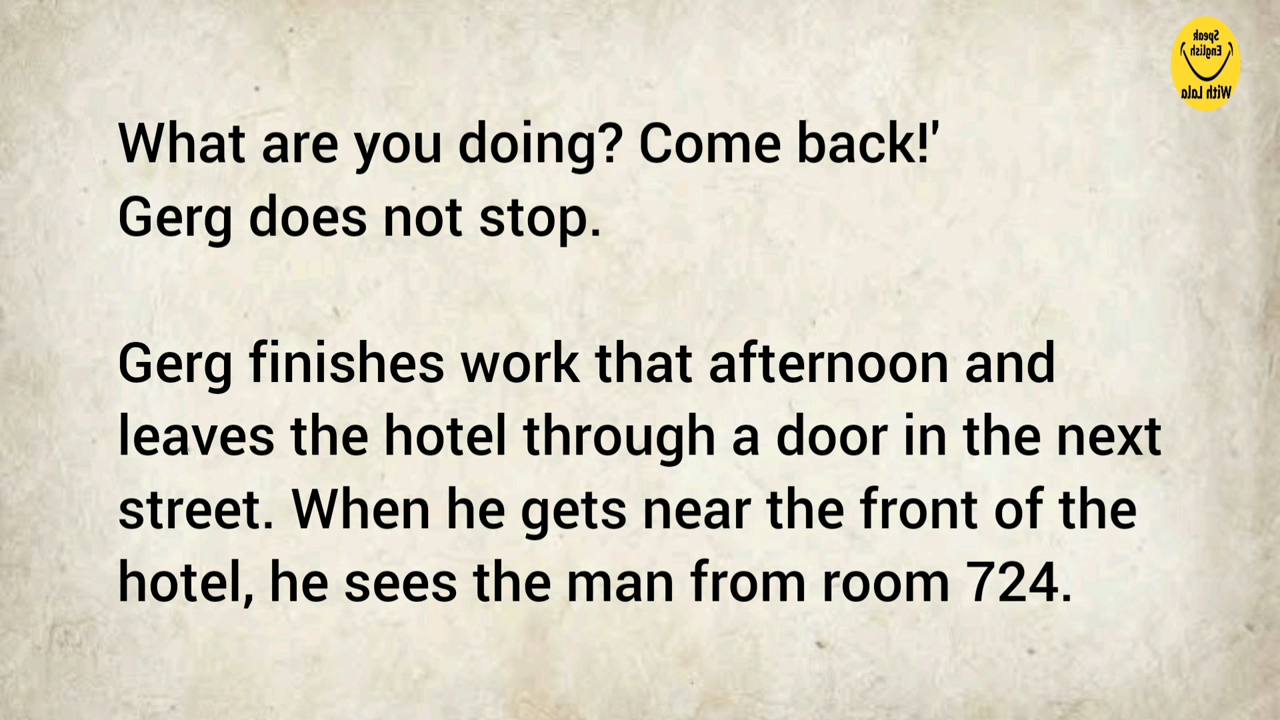 Speak
English
With Lala
What are you doing? Come back!'
Gerg does not stop.
Gerg finishes work that afternoon and
leaves the hotel through a door in the next
street. When he gets near the front of the
hotel, he sees the man from room 724.